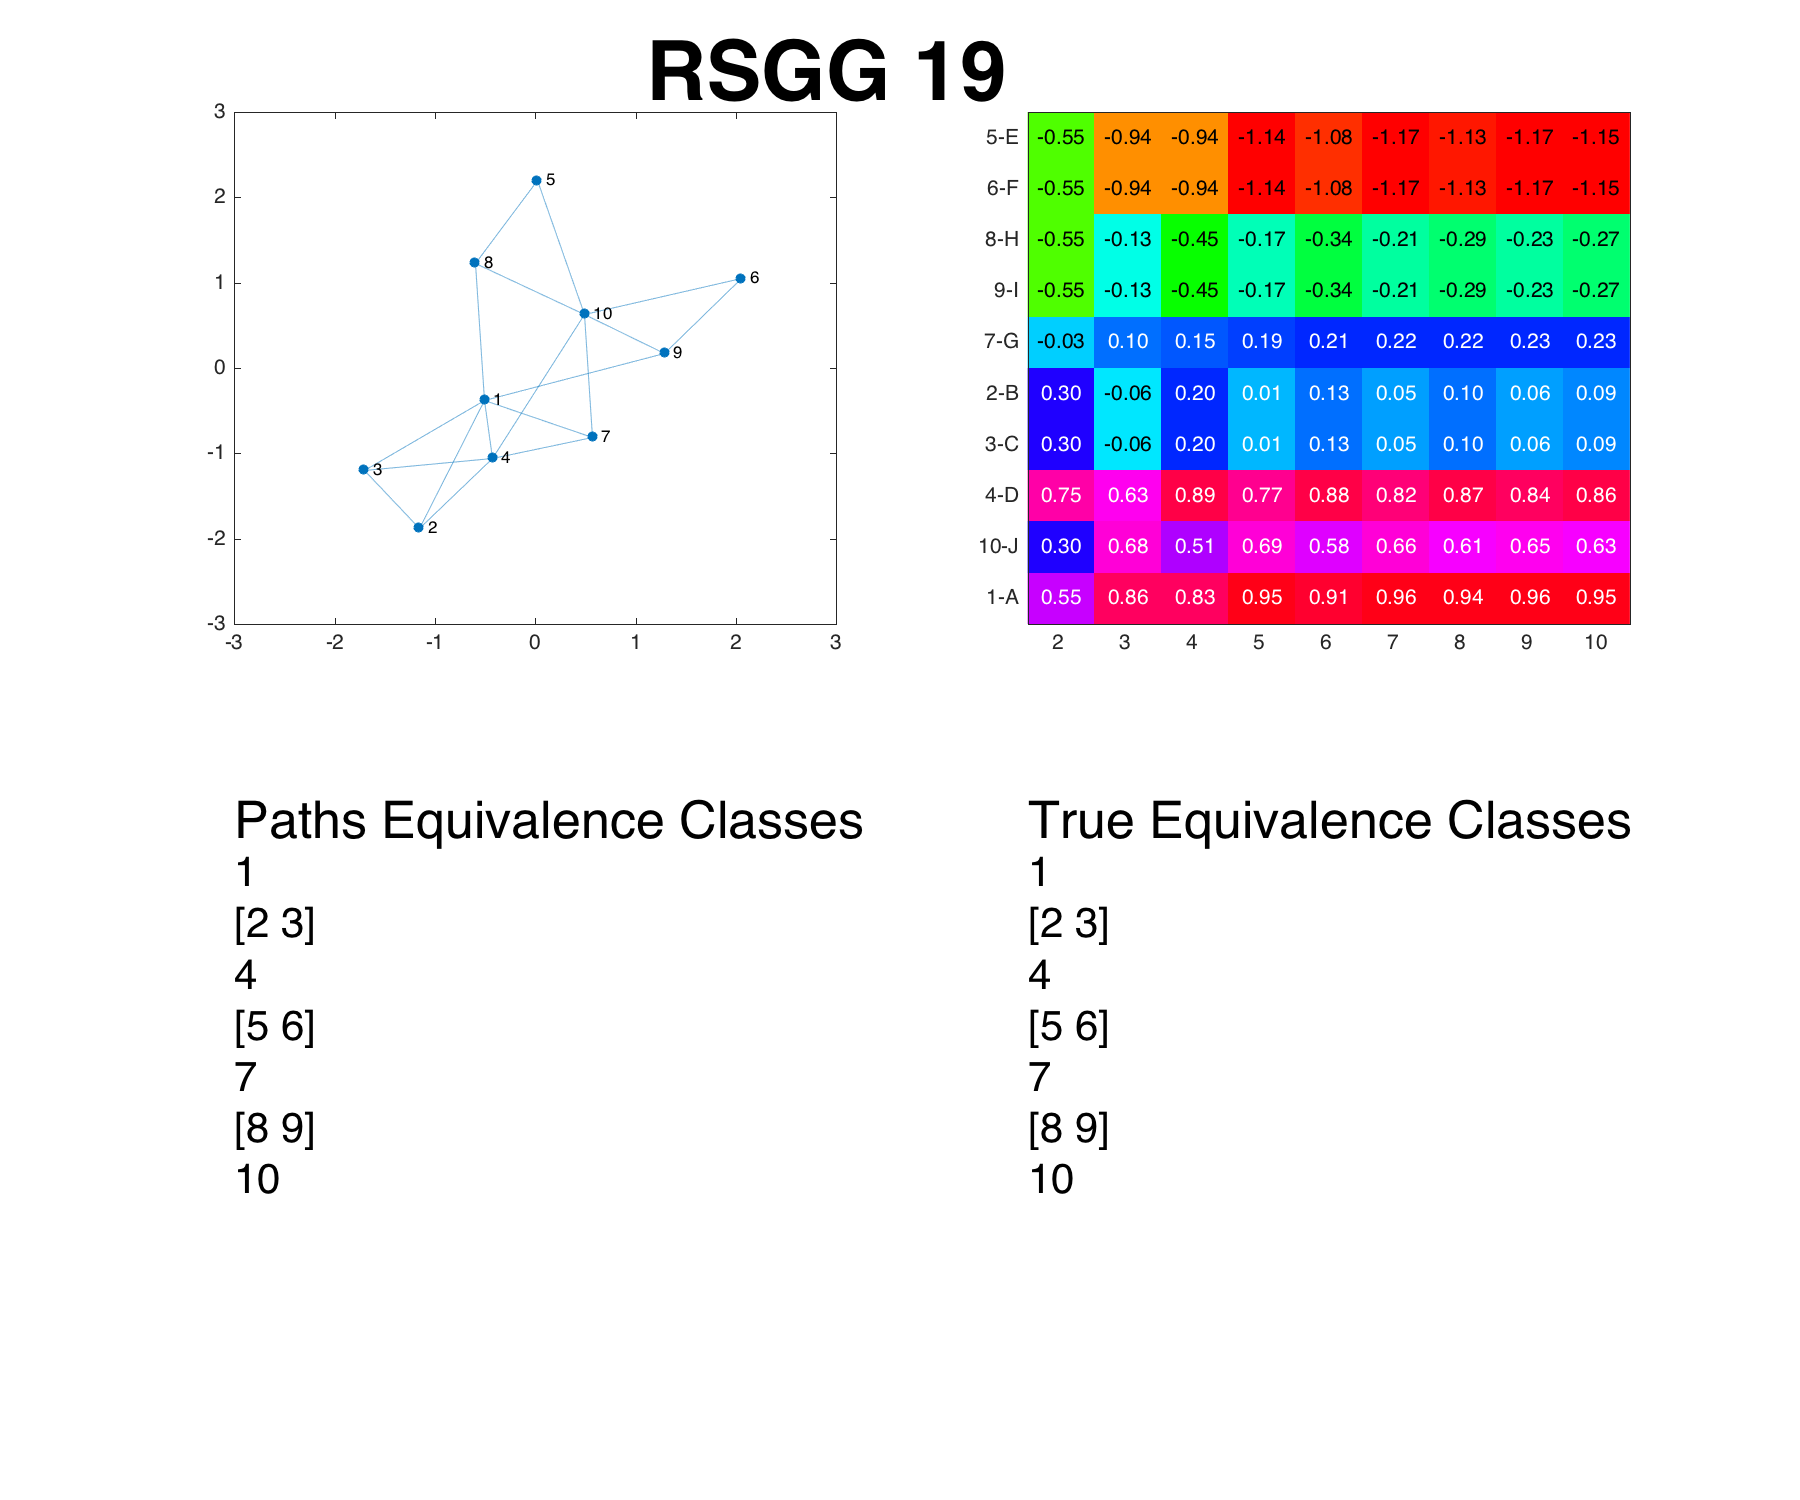 RSGG 19
3
2
1
0
-1
-2
-3
-3 -2 -1 0 1 2 3
5
8
6
10
9
1
7
4
3
2
5-E -0.55 -0.94 -0.94 -1.14 -1.08 -1.17 -1.13 -1.17 -1.15
6-F -0.55 -0.94 -0.94 -1.14 -1.08 -1.17 -1.13 -1.17 -1.15
8-H -0.55 -0.13 -0.45 -0.17 -0.34 -0.21 -0.29 -0.23 -0.27
9-I -0.55 -0.13 -0.45 -0.17 -0.34 -0.21 -0.29 -0.23 -0.27
7-G -0.03 0.10 0.15 0.19 0.21 0.22 0.22 0.23 0.23
2-B 0.30 -0.06 0.20 0.01 0.13 0.05 0.10 0.06 0.09
3-C 0.30 -0.06 0.20 0.01 0.13 0.05 0.10 0.06 0.09
4-D 0.75 0.63 0.89 0.77 0.88 0.82 0.87 0.84 0.86
10-J 0.30 0.68 0.51 0.69 0.58 0.66 0.61 0.65 0.63
1-A 0.55 0.86 0.83 0.95 0.91 0.96 0.94 0.96 0.95
2 3 4 5 6 7 8 9 10
Paths Equivalence Classes
1
[2 3]
4
[5 6]
7
[8 9]
10
True Equivalence Classes
1
[2 3]
4
[5 6]
7
[8 9]
10